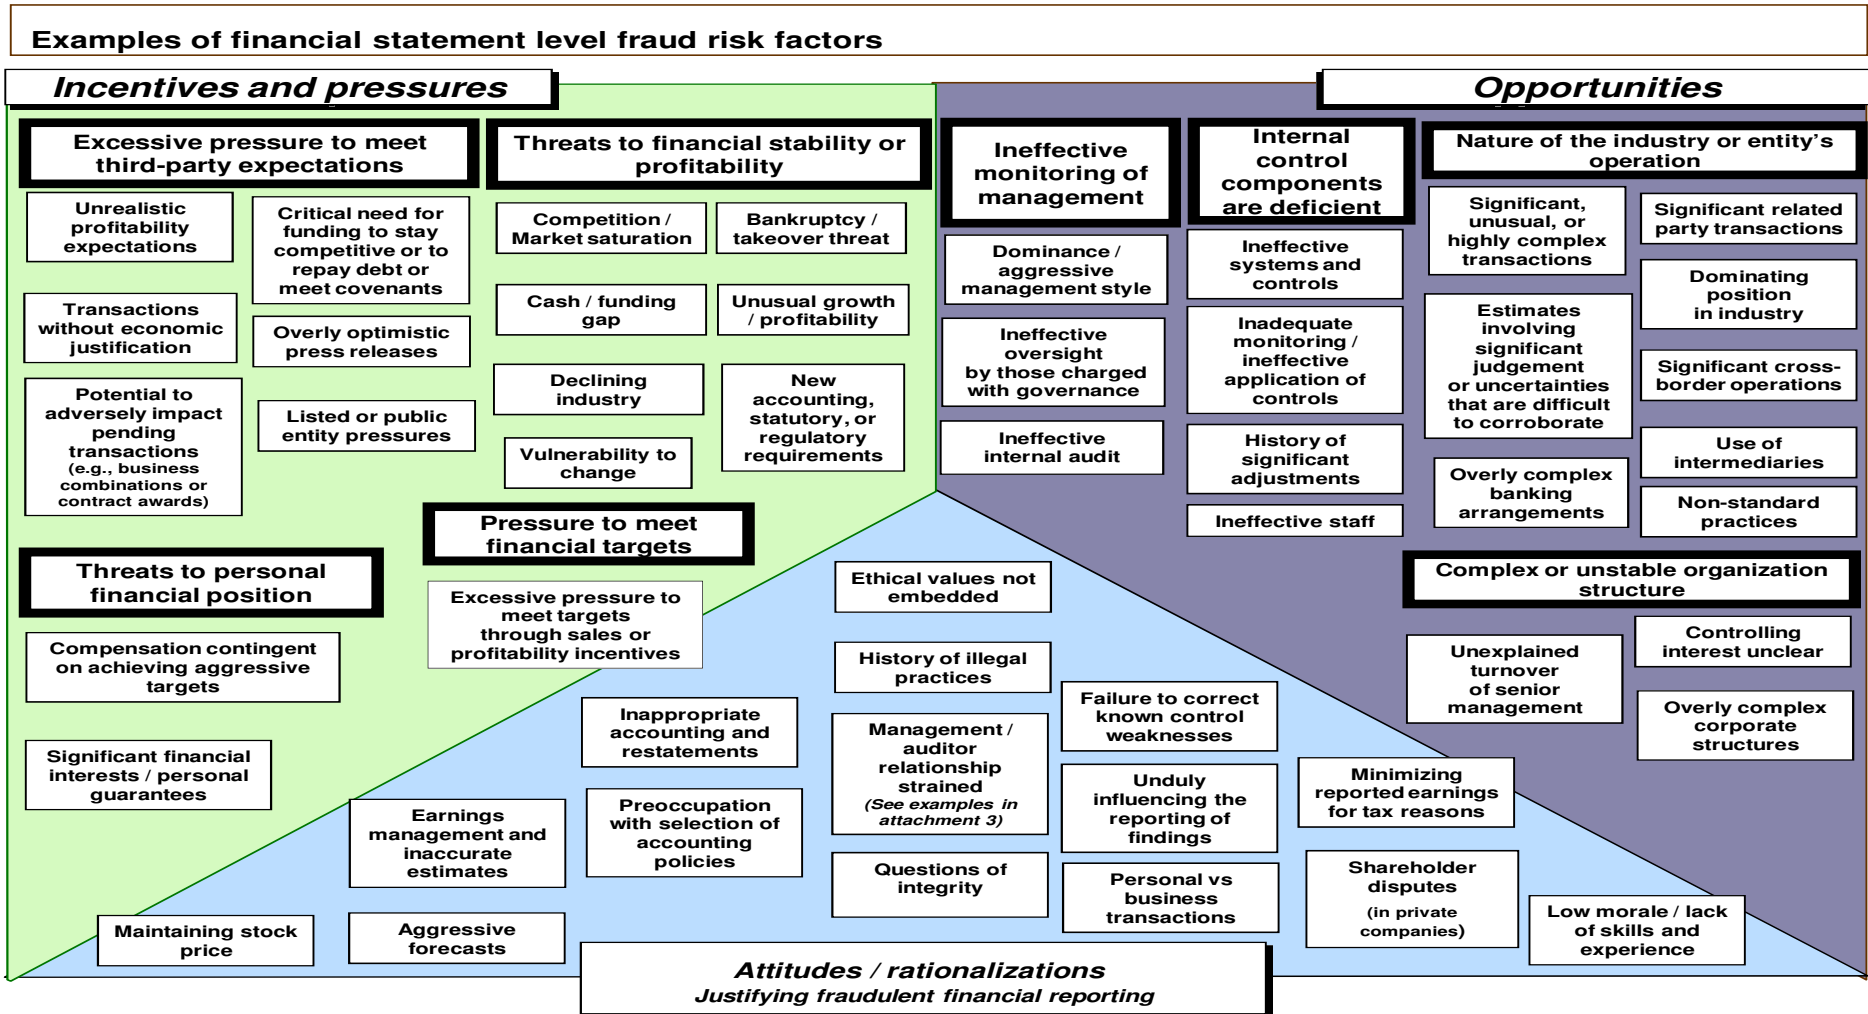 Examples of financial statement level fraud risk factors
Incentives and pressures
Excessive pressure to meet
third-party expectations
Unrealistic
profitability
expectations
Critical need for
funding to stay
competitive or to
repay debt or
meet covenants
Transactions
without economic
justification
Overly optimistic
press releases
Potential to
adversely impact
pending
transactions
(e.g., business
combinations or
contract awards)
Listed or public
entity pressures
Threats to financial stability or
profitability
Competition /
Market saturation
Bankruptcy /
takeover threat
Cash / funding
gap
Unusual growth
/ profitability
Declining
industry
New
accounting,
statutory, or
regulatory
requirements
Vulnerability to
change
Pressure to meet
financial targets
Excessive pressure to
meet targets
through sales or
profitability incentives
Threats to personal
financial position
Compensation contingent
on achieving aggressive
targets
Significant financial
interests / personal
guarantees
Opportunities
Ineffective
monitoring of
management
Dominance /
aggressive
management style
Ineffective
oversight
by those charged
with governance
Ineffective
internal audit
Internal
control
components
are deficient
Ineffective
systems and
controls
Inadequate
monitoring /
ineffective
application of
controls
History of
significant
adjustments
Ineffective staff
Nature of the industry or entity's
operation
Significant,
unusual, or
highly complex
transactions
Significant related
party transactions
Dominating
position
in industry
Estimates
involving
significant
judgement
or uncertainties
that are difficult
to corroborate
Significant cross-
border operations
Use of
intermediaries
Overly complex
banking
arrangements
Non-standard
practices
Complex or unstable organization
structure
Unexplained
turnover
of senior
management
Controlling
interest unclear
Overly complex
corporate
structures
Ethical values not
embedded
History of illegal
practices
Inappropriate
accounting and
restatements
Management /
auditor
relationship
strained
(See examples in
attachment 3)
Failure to correct
known control
weaknesses
Earnings
management and
inaccurate
estimates
Preoccupation
with selection of
accounting
policies
Unduly
influencing the
reporting of
findings
Minimizing
reported earnings
for tax reasons
Questions of
integrity
Personal vs
business
transactions
Shareholder
disputes
(in private
companies)
Maintaining stock
price
Aggressive
forecasts
Low morale / lack
of skills and
experience
Attitudes / rationalizations
Justifying fraudulent financial reporting